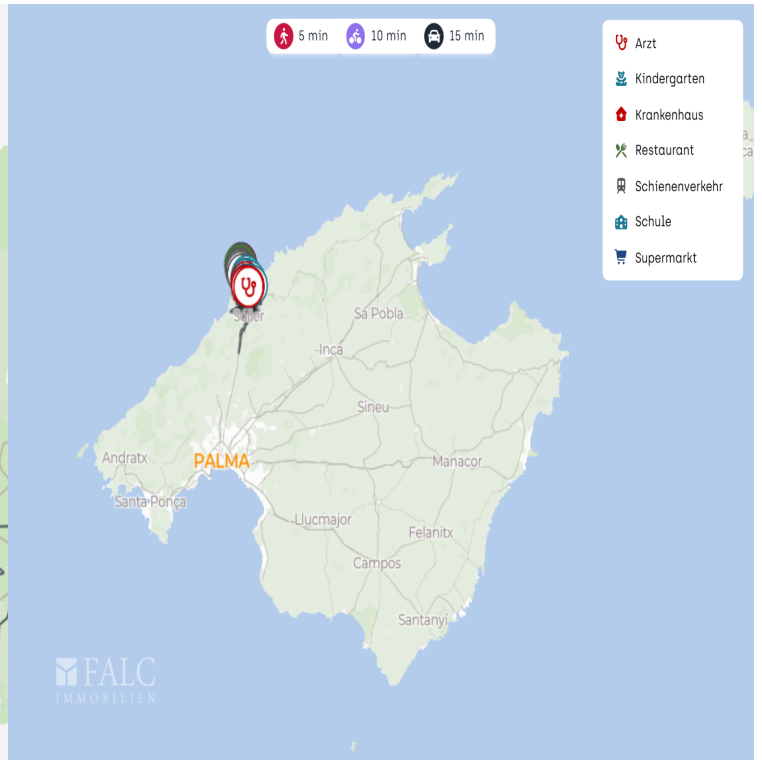 5 min
10 min
15 min
Arzt
Kindergarten
Krankenhaus
Restaurant
Schienenverkehr
Schule
Supermarkt
Sóller
Sa Pobla
Inca
Sineu
Andratx
PALMA
Manacor
Santa Ponça
Llucmajor
Felanitx
Campos
Santanyí
FALC
IMMOBILIEN